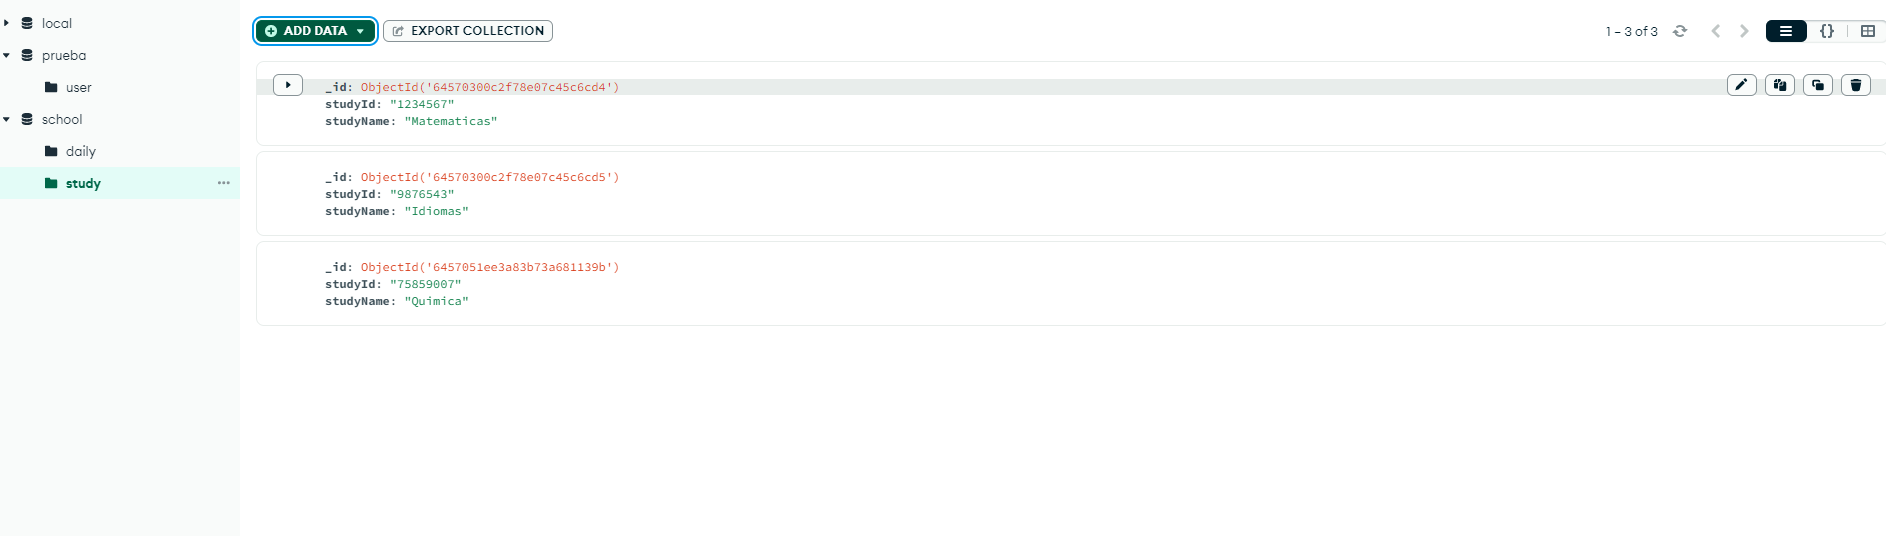 local
prueba
user
school
daily
study
ADD DATA
EXPORT COLLECTION
1 – 3 of 3
{}
_id: ObjectId('64570300c2f78e07c45c6cd4')
studyId: "1234567"
studyName: "Matematicas"
_id: ObjectId('64570300c2f78e07c45c6cd5')
studyId: "9876543"
studyName: "Idiomas"
_id: ObjectId('6457051ee3a83b73a681139b')
studyId: "75859007"
studyName: "Quimica"